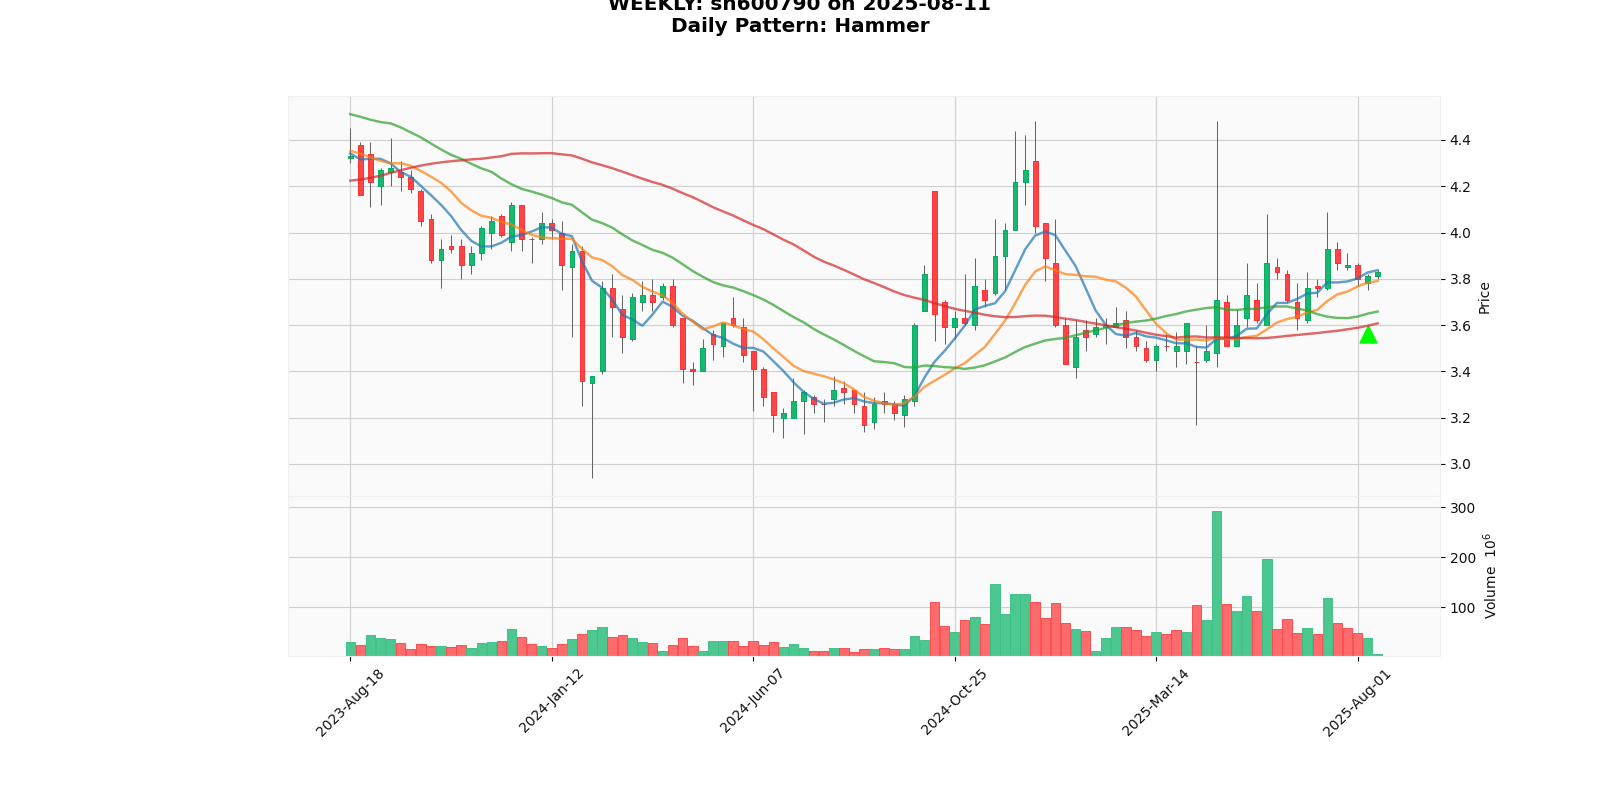 WEEKLY: sh600790 on 2025-08-11
Daily Pattern: Hammer
4.4
4.2
4.0
3.8
3.6
3.4
3.2
3.0
Price
300
200
100
Volume 10⁶
2023-Aug-18
2024-Jan-12
2024-Jun-07
2024-Oct-25
2025-Mar-14
2025-Aug-01